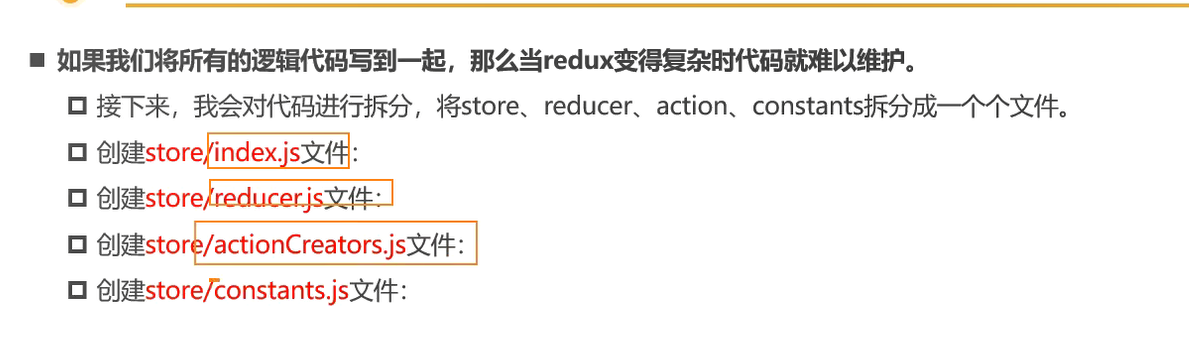 如果我们将所有的逻辑代码写到一起，那么当redux变得复杂时代码就难以维护。
接下来，我会对代码进行拆分，将store、reducer、action、constants拆分成一个个文件。
创建store/index.js文件：
创建store/reducer.js文件：
创建store/actionCreators.js文件：
创建store/constants.js文件：